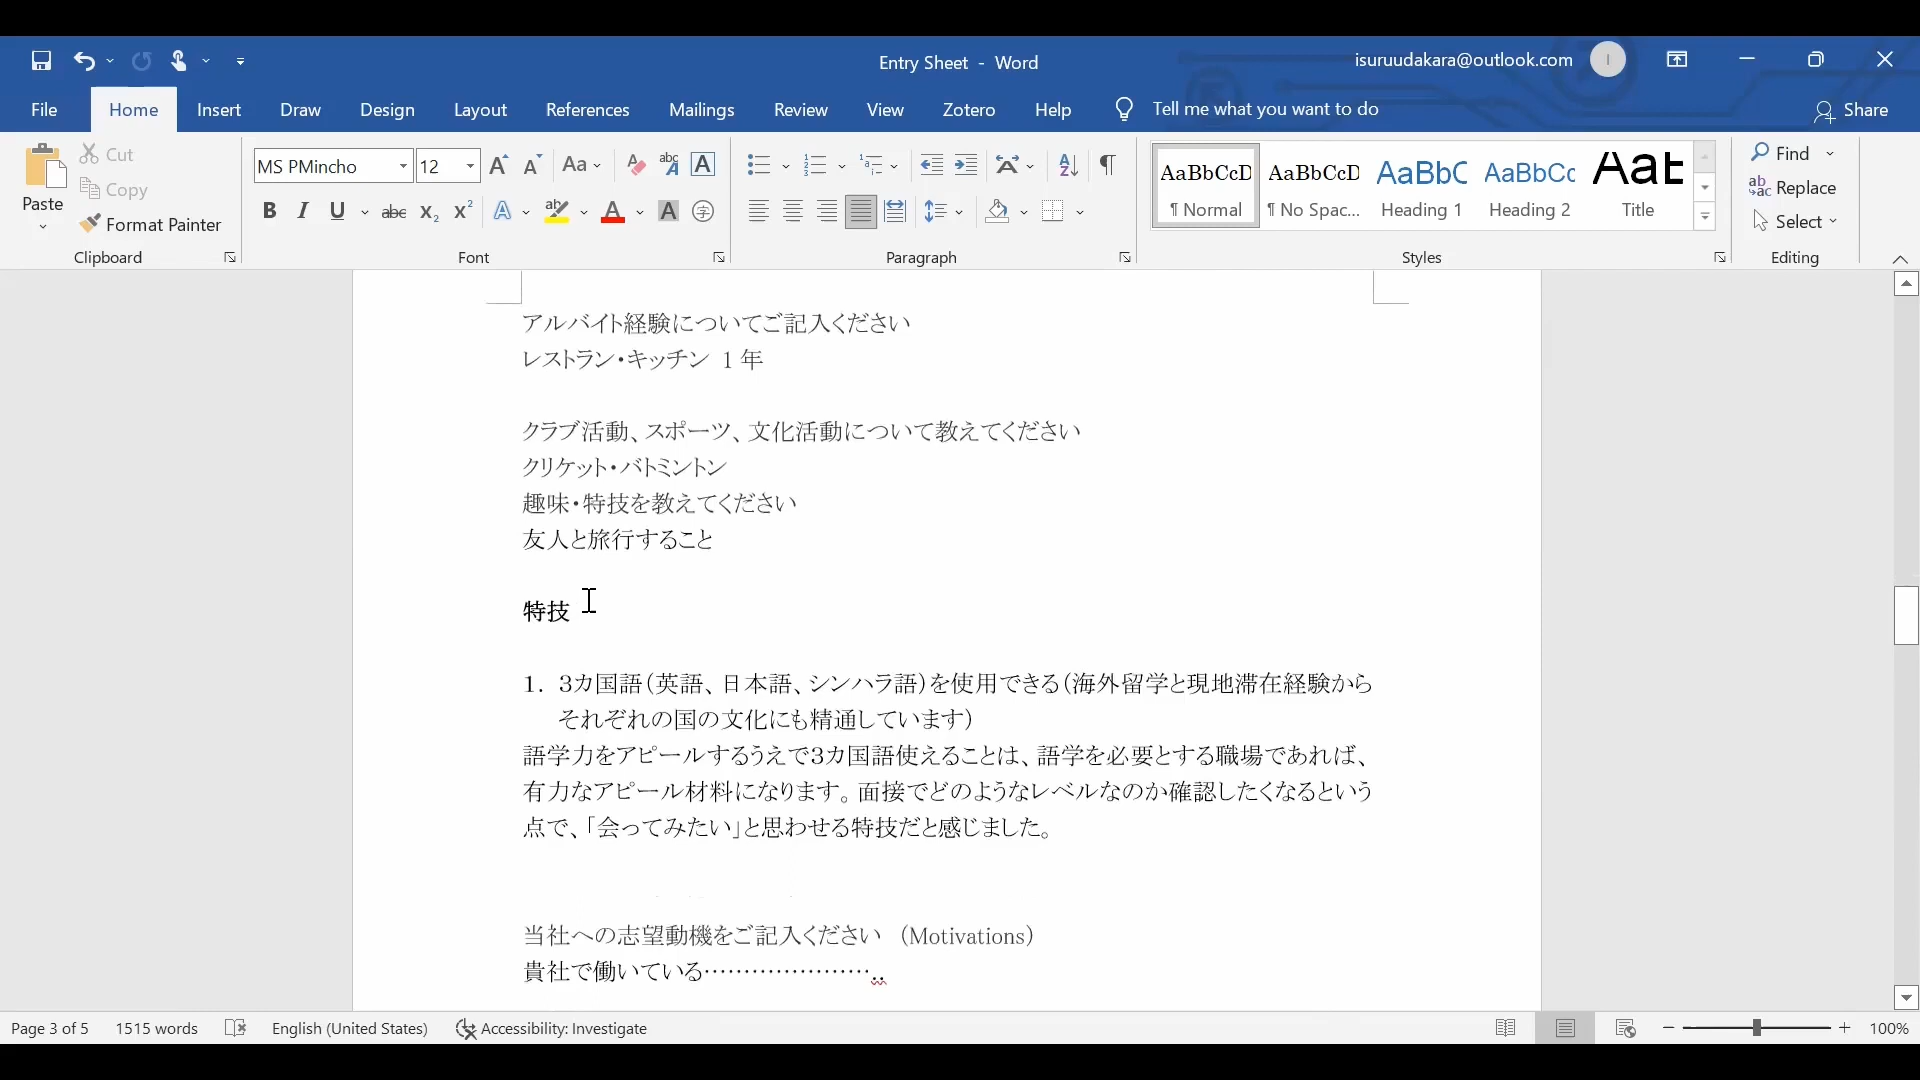 Entry Sheet - Word
isuruudakara@outlook.com
I
File Home Insert Draw Design Layout References Mailings Review View Zotero Help Tell me what you want to do Share
Paste
Cut
Copy
Format Painter
Clipboard
MS PMincho 12
Font
Paragraph
AaBbCcD AaBbCcD AaBbC AaBbCc AaB
¶ Normal ¶ No Spac... Heading 1 Heading 2 Title
Styles
Find
Replace
Select
Editing
アルバイト経験についてご記入ください
レストラン・キッチン 1 年
クラブ活動、スポーツ、文化活動について教えてください
クリケット・バトミントン
趣味・特技を教えてください
友人と旅行すること
特技
1. 3カ国語(英語、日本語、シンハラ語)を使用できる(海外留学と現地滞在経験から
それぞれの国の文化にも精通しています)
語学力をアピールするうえで3カ国語使えることは、語学を必要とする職場であれば、
有力なアピール材料になります。面接でどのようなレベルなのか確認したくなるという
点で、「会ってみたい」と思わせる特技だと感じました。
当社への志望動機をご記入ください (Motivations)
貴社で働いている…………………..
Page 3 of 5 1515 words English (United States) Accessibility: Investigate 100%